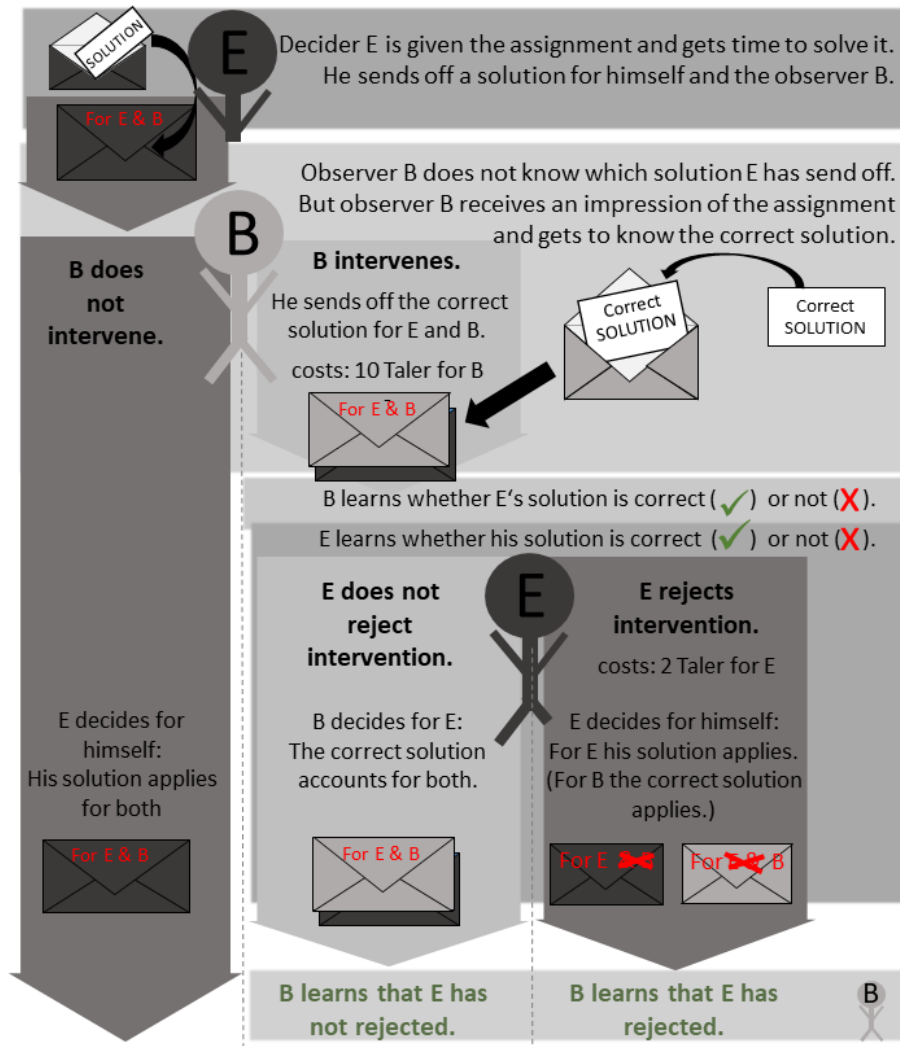 SOLUTION
E
Decider E is given the assignment and gets time to solve it.
He sends off a solution for himself and the observer B.
For E & B
Observer B does not know which solution E has send off.
But observer B receives an impression of the assignment
and gets to know the correct solution.
B
B does
not
intervene.
B intervenes.
He sends off the correct
solution for E and B.
costs: 10 Taler for B
For E & B
Correct
SOLUTION
Correct
SOLUTION
B learns whether E‘s solution is correct (✓) or not (X).
E learns whether his solution is correct (✓) or not (X).
E does not
reject
intervention.
E
E rejects
intervention.
costs: 2 Taler for E
E decides for
himself:
His solution applies
for both
B decides for E:
The correct solution
accounts for both.
E decides for himself:
For E his solution applies.
(For B the correct solution
applies.)
For E & B
For E & B
For E & B
For E & B
B learns that E has
not rejected.
B learns that E has
rejected.
B